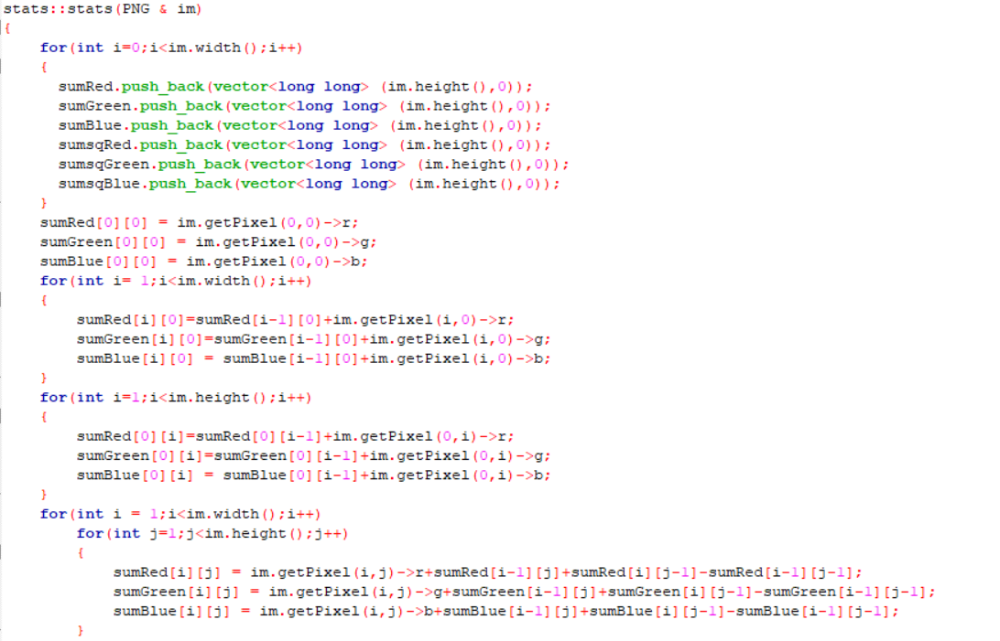 stats::stats(PNG & im)
{
    for(int i=0;i<im.width();i++)
    {
      sumRed.push_back(vector<long long> (im.height(),0));
      sumGreen.push_back(vector<long long> (im.height(),0));
      sumBlue.push_back(vector<long long> (im.height(),0));
      sumsqRed.push_back(vector<long long> (im.height(),0));
      sumsqGreen.push_back(vector<long long> (im.height(),0));
      sumsqBlue.push_back(vector<long long> (im.height(),0));
    }
    sumRed[0][0] = im.getPixel(0,0)->r;
    sumGreen[0][0] = im.getPixel(0,0)->g;
    sumBlue[0][0] = im.getPixel(0,0)->b;
    for(int i= 1;i<im.width();i++)
    {
        sumRed[i][0]=sumRed[i-1][0]+im.getPixel(i,0)->r;
        sumGreen[i][0]=sumGreen[i-1][0]+im.getPixel(i,0)->g;
        sumBlue[i][0] = sumBlue[i-1][0]+im.getPixel(i,0)->b;
    }
    for(int i=1;i<im.height();i++)
    {
        sumRed[0][i]=sumRed[0][i-1]+im.getPixel(0,i)->r;
        sumGreen[0][i]=sumGreen[0][i-1]+im.getPixel(0,i)->g;
        sumBlue[0][i] = sumBlue[0][i-1]+im.getPixel(0,i)->b;
    }
    for(int i = 1;i<im.width();i++)
        for(int j=1;j<im.height();j++)
        {
            sumRed[i][j] = im.getPixel(i,j)->r+sumRed[i-1][j]+sumRed[i][j-1]-sumRed[i-1][j-1];
            sumGreen[i][j] = im.getPixel(i,j)->g+sumGreen[i-1][j]+sumGreen[i][j-1]-sumGreen[i-1][j-1];
            sumBlue[i][j] = im.getPixel(i,j)->b+sumBlue[i-1][j]+sumBlue[i][j-1]-sumBlue[i-1][j-1];
        }